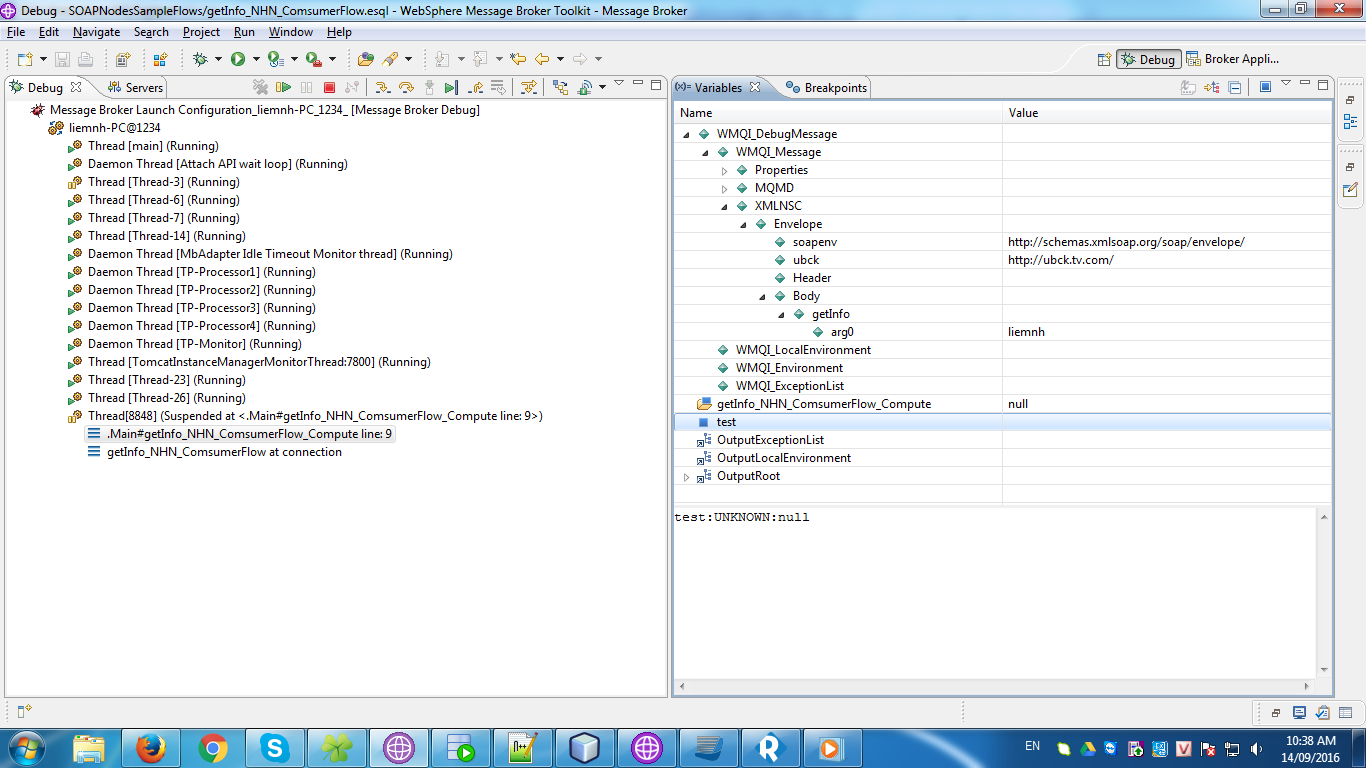 Debug - SOAPNodesSampleFlows/getInfo_NHN_ComsumerFlow.esql - WebSphere Message Broker Toolkit - Message Broker
File Edit Navigate Search Project Run Window Help
Debug Broker Appli...
Debug Servers
Message Broker Launch Configuration_liemnh-PC_1234_ [Message Broker Debug]
liemnh-PC@1234
Thread [main] (Running)
Daemon Thread [Attach API wait loop] (Running)
Thread [Thread-3] (Running)
Thread [Thread-6] (Running)
Thread [Thread-7] (Running)
Thread [Thread-14] (Running)
Daemon Thread [MbAdapter Idle Timeout Monitor thread] (Running)
Daemon Thread [TP-Processor1] (Running)
Daemon Thread [TP-Processor2] (Running)
Daemon Thread [TP-Processor3] (Running)
Daemon Thread [TP-Processor4] (Running)
Daemon Thread [TP-Monitor] (Running)
Thread [TomcatInstanceManagerMonitorThread:7800] (Running)
Thread [Thread-23] (Running)
Thread [Thread-26] (Running)
Thread[8848] (Suspended at <.Main#getInfo_NHN_ComsumerFlow_Compute line: 9>)
.Main#getInfo_NHN_ComsumerFlow_Compute line: 9
getInfo_NHN_ComsumerFlow at connection
(x)= Variables Breakpoints
Name Value
WMQI_DebugMessage
WMQI_Message
Properties
MQMD
XMLNSC
Envelope
soapenv http://schemas.xmlsoap.org/soap/envelope/
ubck http://ubck.tv.com/
Header
Body
getInfo
arg0 liemnh
WMQI_LocalEnvironment
WMQI_Environment
WMQI_ExceptionList
getInfo_NHN_ComsumerFlow_Compute null
test
OutputExceptionList
OutputLocalEnvironment
OutputRoot
test:UNKNOWN:null
EN
10:38 AM
14/09/2016